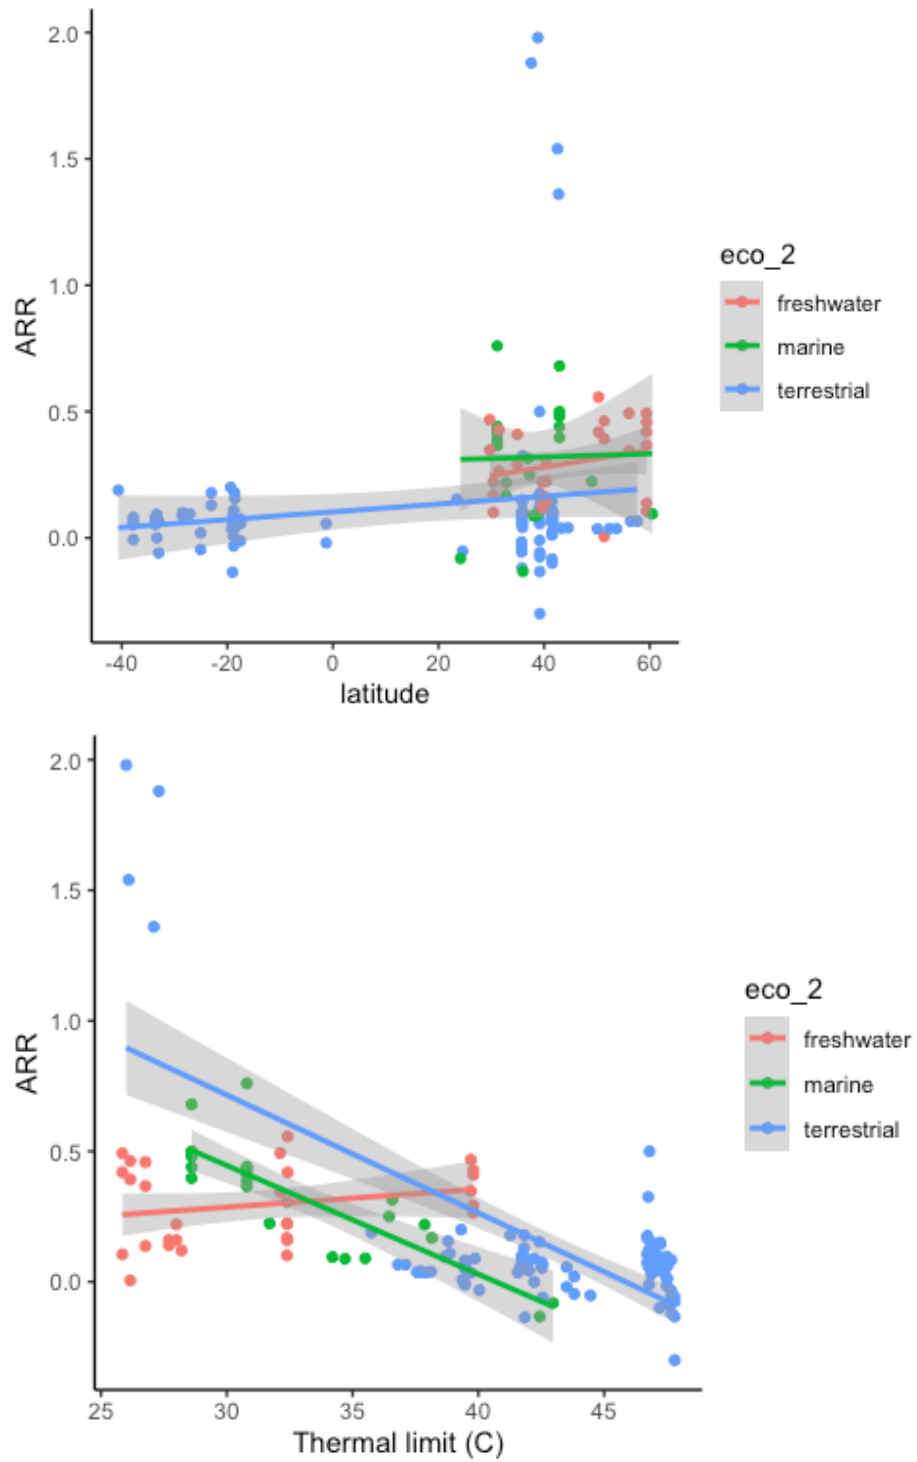 2.0
1.5
1.0
0.5
0.0
ARR
-40 -20 0 20 40 60
latitude
eco_2
freshwater
marine
terrestrial
2.0
1.5
1.0
0.5
0.0
ARR
25 30 35 40 45
Thermal limit (C)
eco_2
freshwater
marine
terrestrial